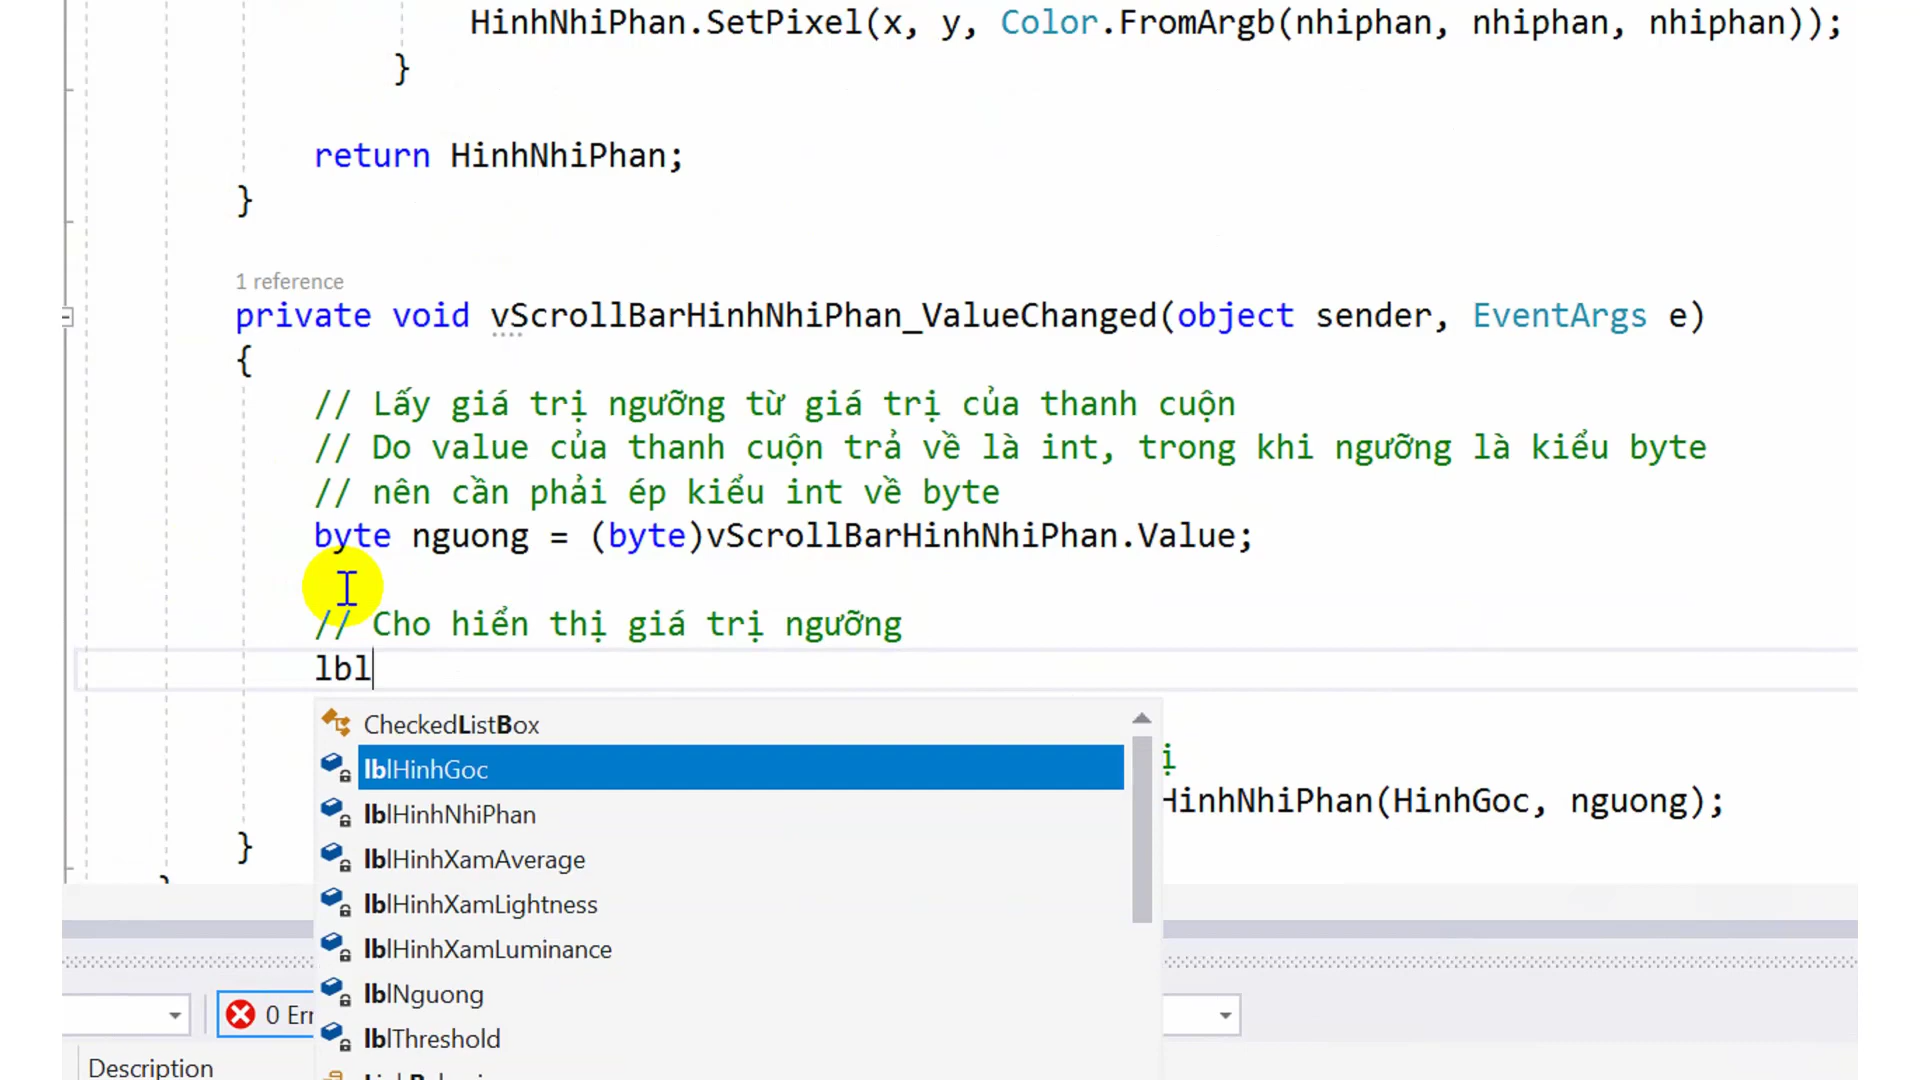 HinhNhiPhan.SetPixel(x, y, Color.FromArgb(nhiphan, nhiphan, nhiphan));
}
return HinhNhiPhan;
}
1 reference
private void vScrollBarHinhNhiPhan_ValueChanged(object sender, EventArgs e)
{
// Lấy giá trị ngưỡng từ giá trị của thanh cuộn
// Do value của thanh cuộn trả về là int, trong khi ngưỡng là kiểu byte
// nên cần phải ép kiểu int về byte
byte nguong = (byte)vScrollBarHinhNhiPhan.Value;
// Cho hiển thị giá trị ngưỡng
lbl
CheckedListBox
lblHinhGoc
lblHinhNhiPhan
HinhNhiPhan(HinhGoc, nguong);
}
lblHinhXamAverage
lblHinhXamLightness
lblHinhXamLuminance
lblNguong
0 Err
lblThreshold
Description